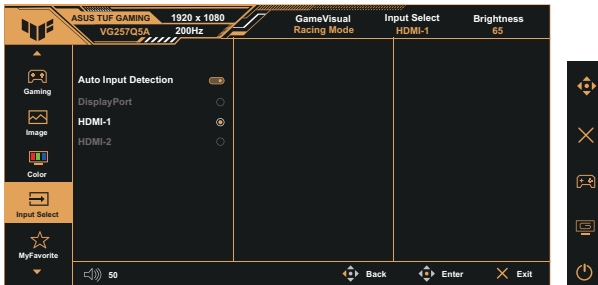 ASUS TUF GAMING 1920 x 1080
VG257Q5A 200Hz
GameVisual Input Select Brightness
Racing Mode HDMI-1 65
Gaming
Image
Color
Input Select
MyFavorite
Auto Input Detection
DisplayPort
HDMI-1
HDMI-2
50 Back Enter Exit